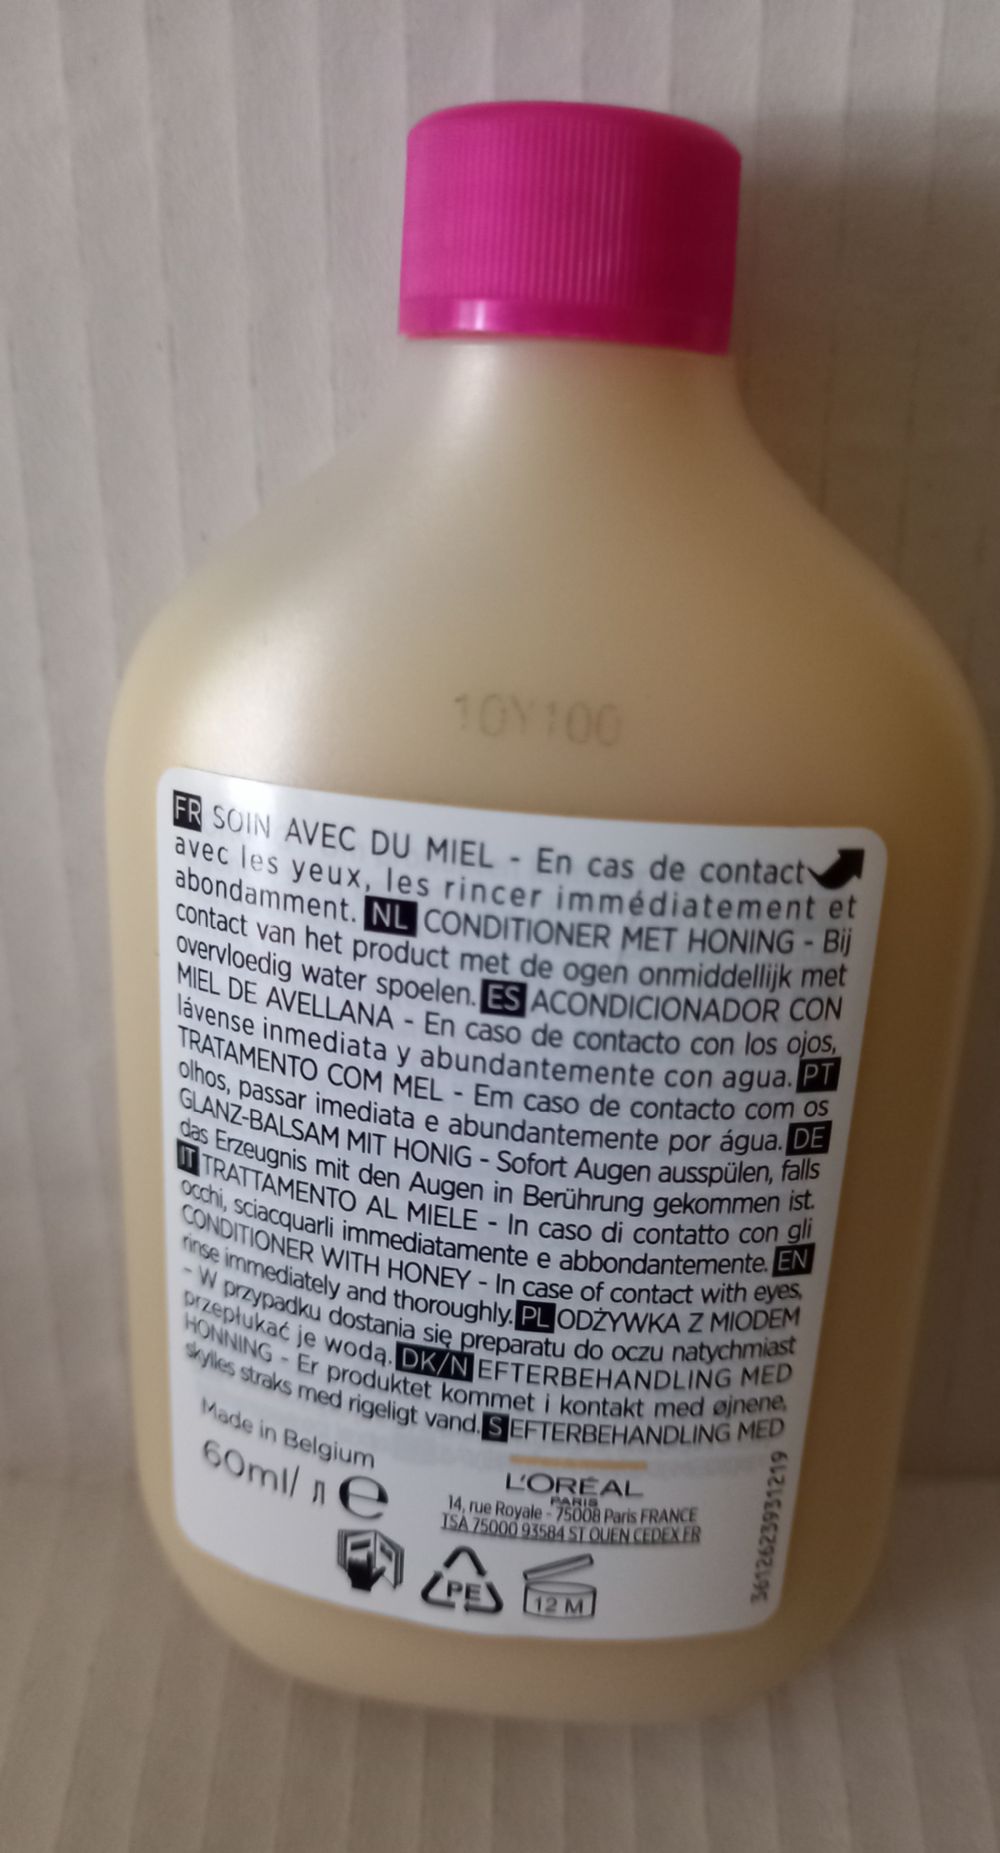 10Y100
FR SOIN AVEC DU MIEL - En cas de contact
avec les yeux, les rincer immédiatement et
abondamment. NL CONDITIONER MET HONING - Bij
contact van het product met de ogen onmiddellijk met
overvloedig water spoelen. ES ACONDICIONADOR CON
MIEL DE AVELLANA - En caso de contacto con los ojos,
lávense inmediata y abundantemente con agua. PT
TRATAMENTO COM MEL - Em caso de contacto com os
olhos, passar imediata e abundantemente por água. DE
GLANZ-BALSAM MIT HONIG - Sofort Augen ausspülen, falls
das Erzeugnis mit den Augen in Berührung gekommen ist.
IT TRATTAMENTO AL MIELE - In caso di contatto con gli
occhi, sciacquarli immediatamente e abbondantemente. EN
CONDITIONER WITH HONEY - In case of contact with eyes,
rinse immediately and thoroughly. PL ODŻYWKA Z MIODEM
- W przypadku dostania się preparatu do oczu natychmiast
przepłukać je wodą. DK/N EFTERBEHANDLING MED
HONNING - Er produktet kommet i kontakt med øjnene,
skylles straks med rigeligt vand. S EFTERBEHANDLING MED
Made in Belgium
60ml/ л e
L'ORÉAL
PARIS
14, rue Royale - 75008 Paris FRANCE
TSA 75000 93584 ST OUEN CEDEX FR
PE
12 M
3612623931219